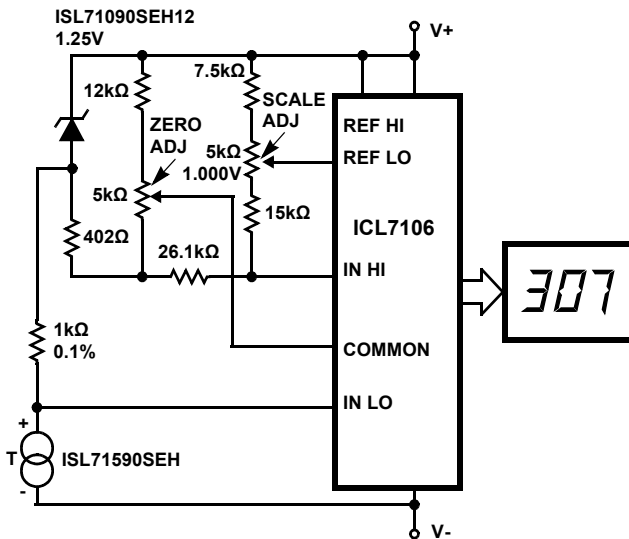 ISL71090SEH12
1.25V
V+
7.5kΩ
12kΩ
SCALE
ADJ
ZERO
ADJ
REF HI
REF LO
5kΩ
1.000V
5kΩ
15kΩ
ICL7106
402Ω
26.1kΩ
IN HI
307
1kΩ
0.1%
COMMON
IN LO
+
T
ISL71590SEH
-
V-